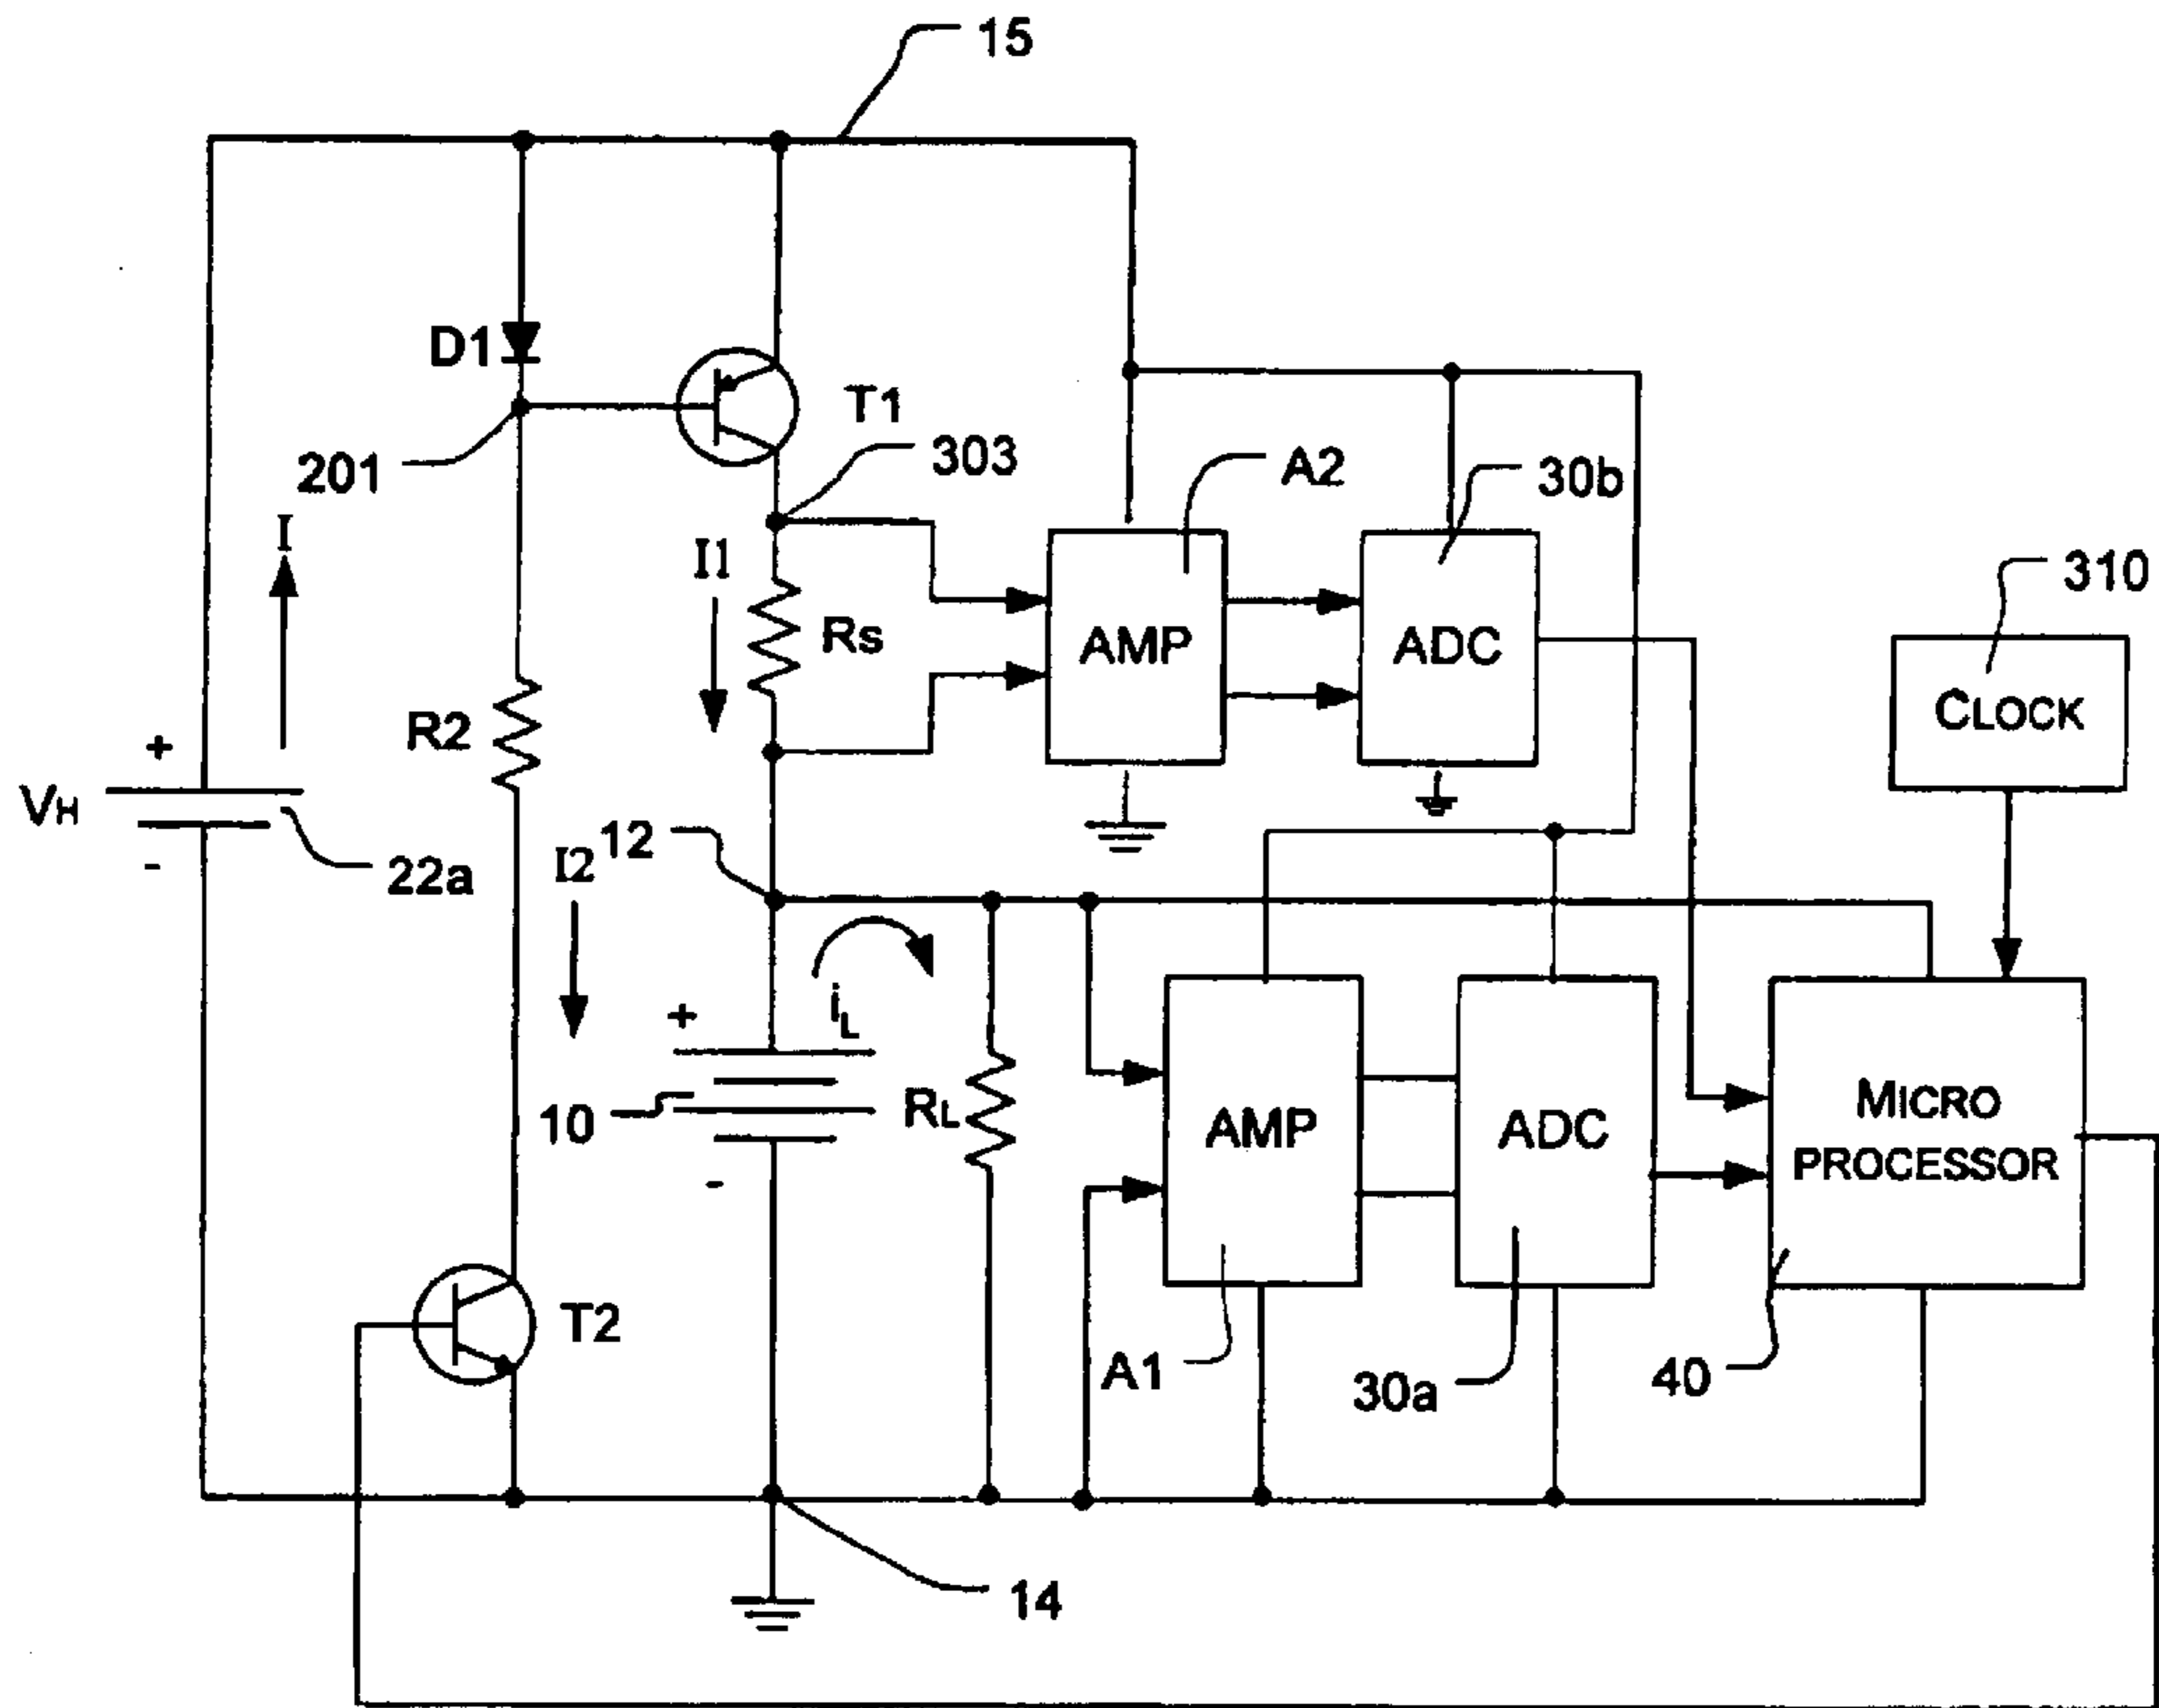 15
D1
T1
201
303
A2
30b
I
I1
310
Rs
AMP
ADC
CLOCK
R2
+
VH
-
22a
I2
12
iL
+
10
RL
AMP
ADC
MICRO
PROCESSOR
-
T2
A1
30a
40
14